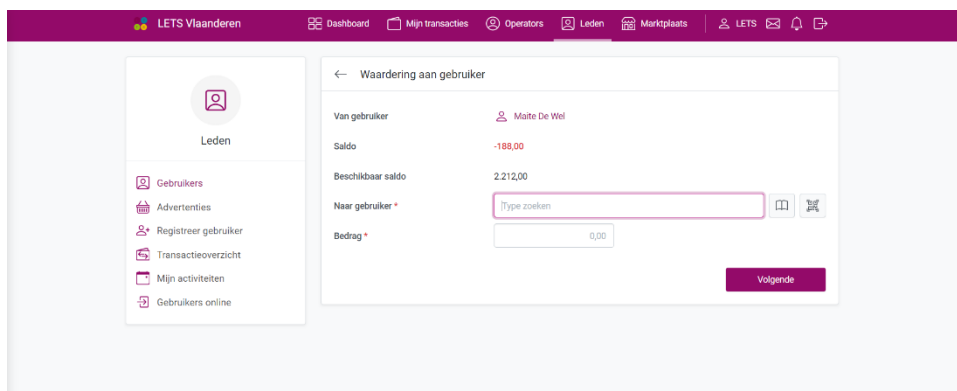 LETS Vlaanderen
Dashboard
Mijn transacties
Operators
Leden
Marktplaats
LETS
Leden
Gebruikers
Advertenties
Registreer gebruiker
Transactieoverzicht
Mijn activiteiten
Gebruikers online
Waardering aan gebruiker
Van gebruiker Maite De Wel
Saldo -188,00
Beschikbaar saldo 2.212,00
Naar gebruiker * Type zoeken
Bedrag * 0,00
Volgende